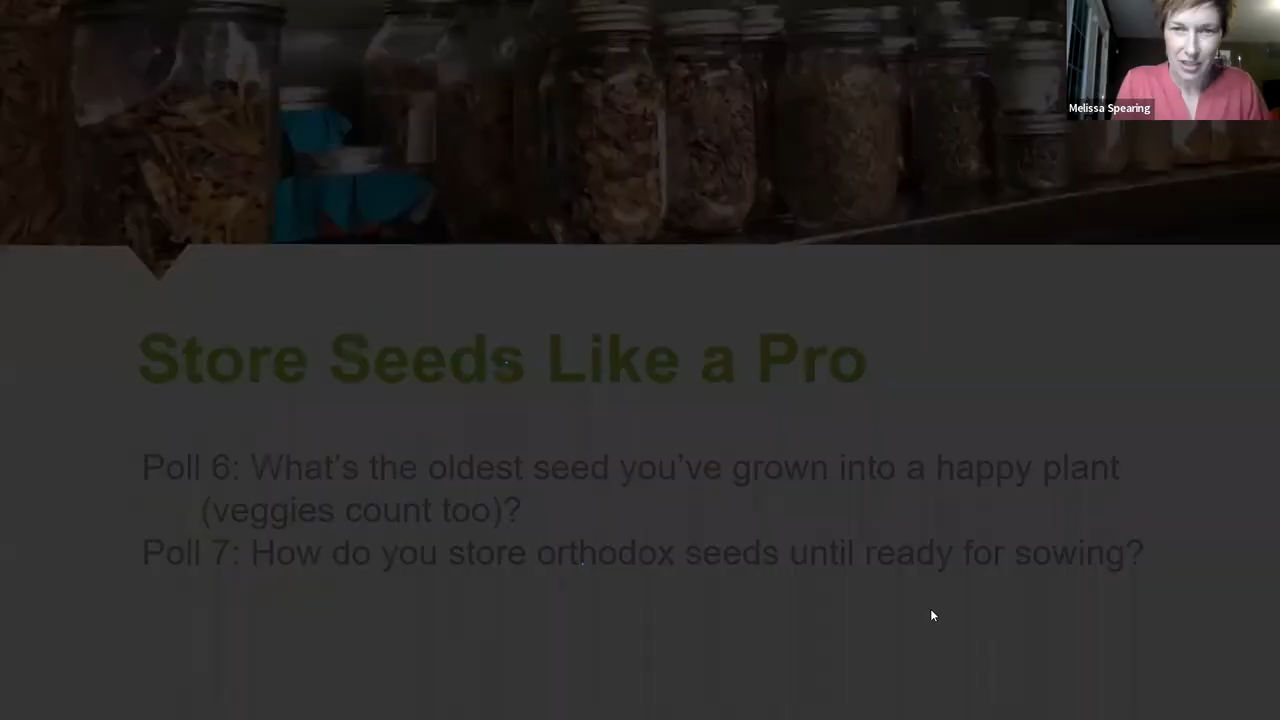 Melissa Spearing
Store Seeds Like a Pro
Poll 6: What's the oldest seed you've grown into a happy plant
(veggies count too)?
Poll 7: How do you store orthodox seeds until ready for sowing?